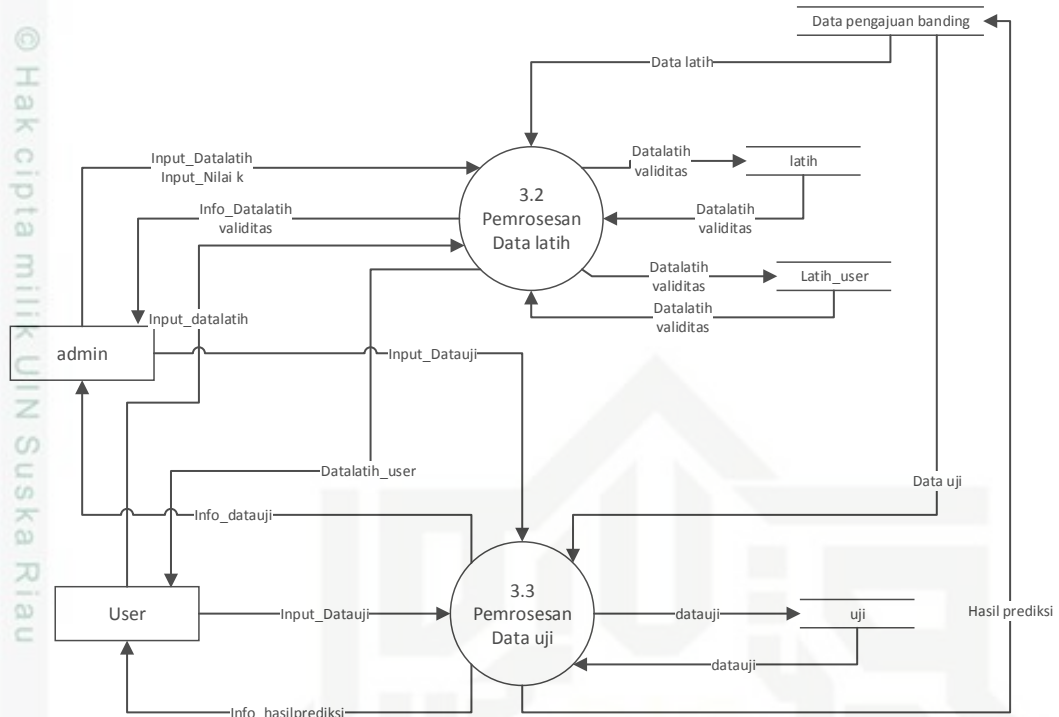 © Hak cipta milik UIN Suska Riau
Data pengajuan banding
Data latih
Input_Datalatih
Input_Nilai k
Datalatih
validitas
latih
3.2
Pemrosesan
Data latih
Info_Datalatih
validitas
Datalatih
validitas
Datalatih
validitas
Latih_user
Datalatih
validitas
Input_datalatih
admin
Input_Datauji
Datalatih_user
Data uji
Info_datauji
3.3
Pemrosesan
Data uji
User
Input_Datauji
datauji
uji
Hasil prediksi
datauji
Info_hasilprediksi